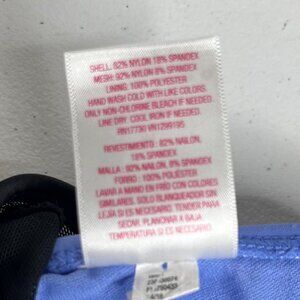 SHELL: 82% NYLON 18% SPANDEX
MESH: 92% NYLON 8% SPANDEX
LINING: 100% POLYESTER
HAND WASH COLD WITH LIKE COLORS.
ONLY NON-CHLORINE BLEACH IF NEEDED.
LINE DRY. COOL IRON IF NEEDED.
RN17730 VN1299195
REVESTIMIENTO : 82% NAILON,
18% SPANDEX
MALLA : 92% NAILON, 8% SPANDEX
FORRO : 100% POLIESTER
LAVAR A MANO EN FRÍO CON COLORES
SIMILARES. SOLO BLANQUEADOR SIN
LEJÍA SI ES NECESARIO. TENDER PARA
SECAR. PLANCHAR A BAJA
TEMPERATURA SI ES NECESARIO.